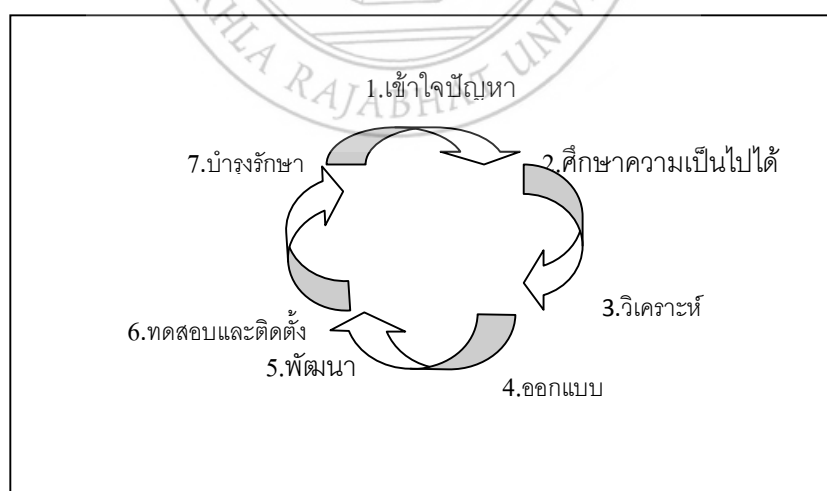 KHLA RAJABHAT UNIV
1.เข้าใจปัญหา
2.ศึกษาความเป็นไปได้
3.วิเคราะห์
4.ออกแบบ
5.พัฒนา
6.ทดสอบและติดตั้ง
7.บำรุงรักษา